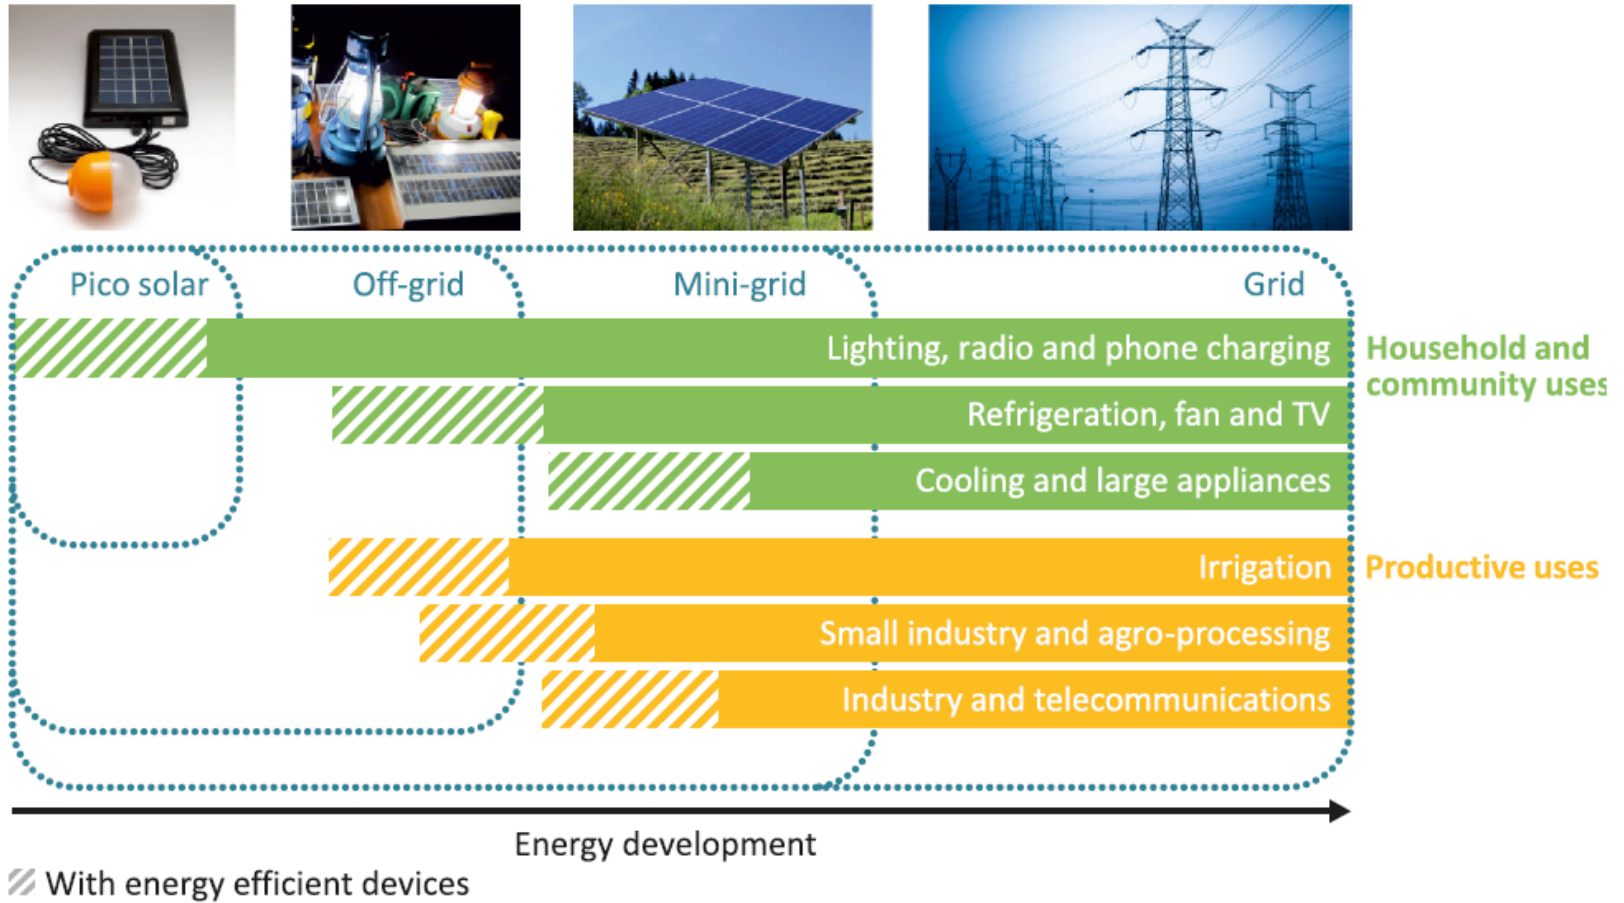 Pico solar
Off-grid
Mini-grid
Grid
Lighting, radio and phone charging
Household and
community uses
Refrigeration, fan and TV
Cooling and large appliances
Irrigation
Productive uses
Small industry and agro-processing
Industry and telecommunications
Energy development
With energy efficient devices